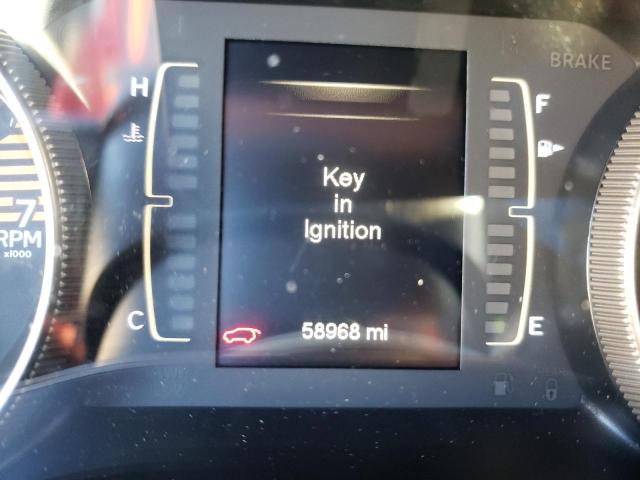 BRAKE
H
F
Key
in
Ignition
7
RPM
x1000
C
58968 mi
E